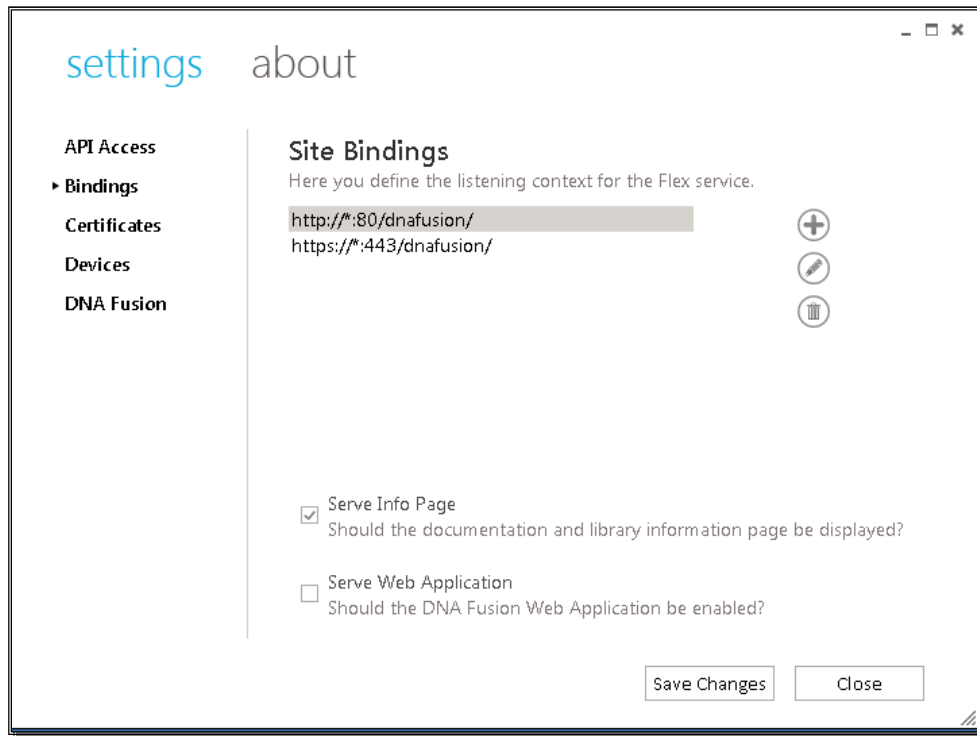 settings about
API Access
Bindings
Certificates
Devices
DNA Fusion
Site Bindings
Here you define the listening context for the Flex service.
http://*:80/dnafusion/
https://*:443/dnafusion/
Serve Info Page
Should the documentation and library information page be displayed?
Serve Web Application
Should the DNA Fusion Web Application be enabled?
Save Changes Close